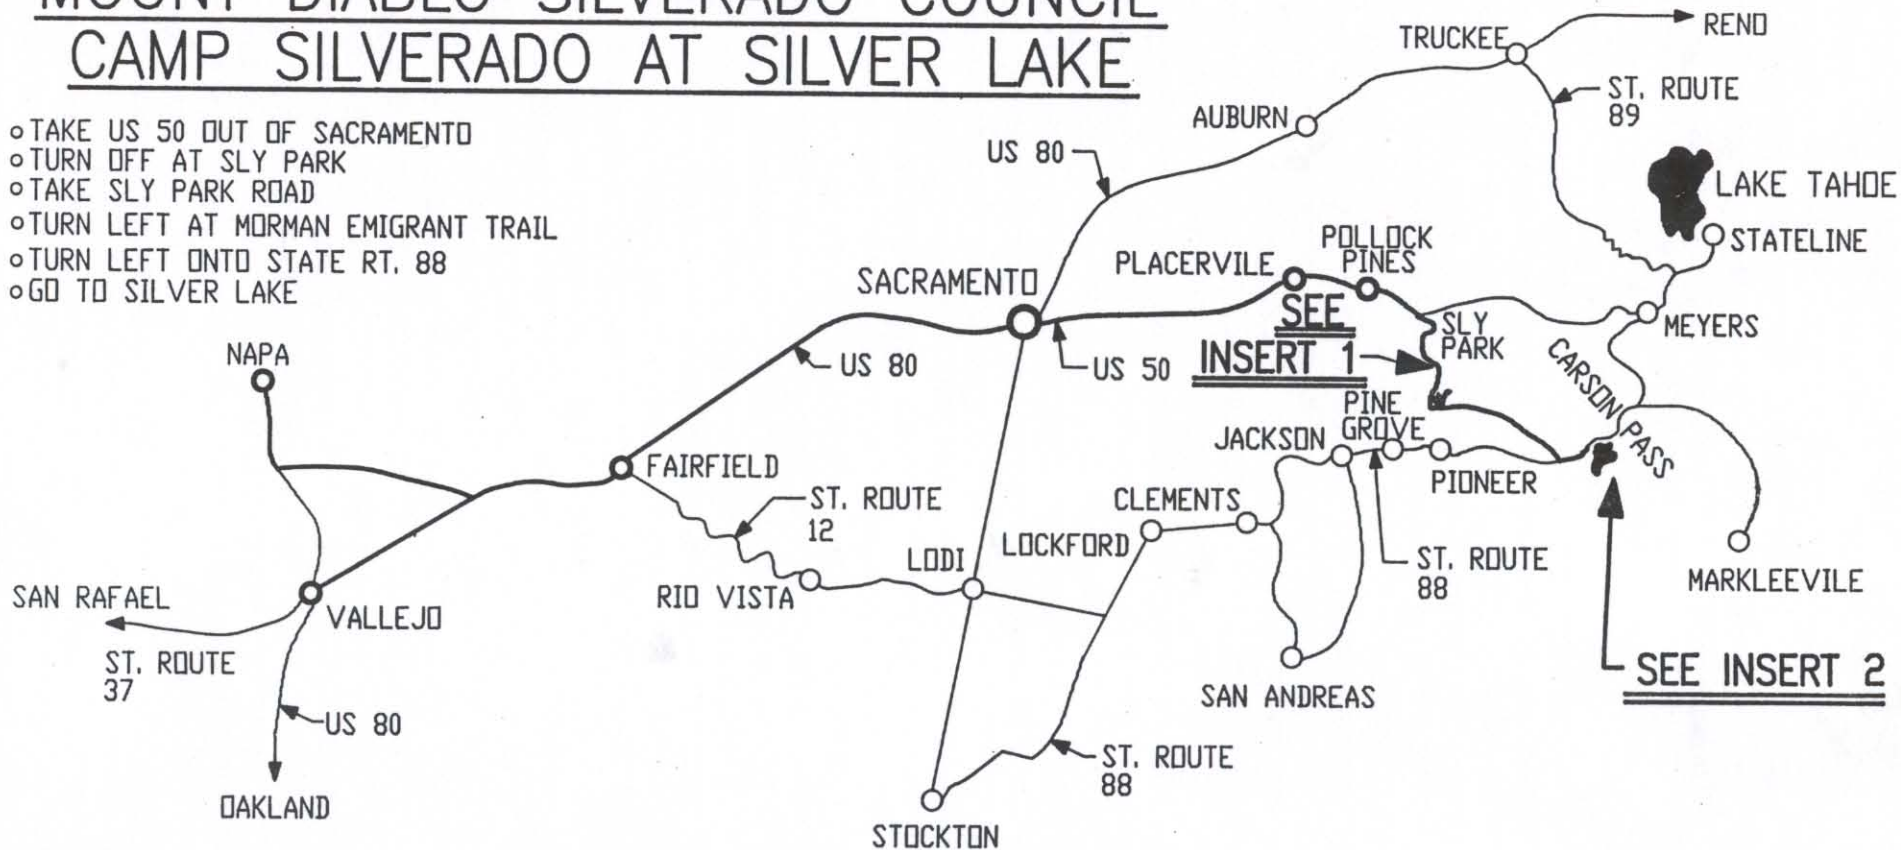 MOUNT DIABLO SILVERADO COUNCIL
CAMP SILVERADO AT SILVER LAKE
TAKE US 50 OUT OF SACRAMENTO
TURN OFF AT SLY PARK
TAKE SLY PARK ROAD
TURN LEFT AT MORMAN EMIGRANT TRAIL
TURN LEFT ONTO STATE RT. 88
GO TO SILVER LAKE
RENO
TRUCKEE
ST. ROUTE
89
AUBURN
US 80
LAKE TAHOE
STATELINE
POLLOCK
PINES
PLACERVILE
SACRAMENTO
SEE
INSERT 1
SLY
PARK
MEYERS
US 50
US 80
NAPA
CARSON
PASS
PINE
GROVE
JACKSON
PIONEER
FAIRFIELD
ST. ROUTE
12
CLEMENTS
LOCKFORD
LODI
ST. ROUTE
88
MARKLEEVILE
RIO VISTA
SAN RAFAEL
VALLEJO
ST. ROUTE
37
SEE INSERT 2
SAN ANDREAS
US 80
ST. ROUTE
88
OAKLAND
STOCKTON